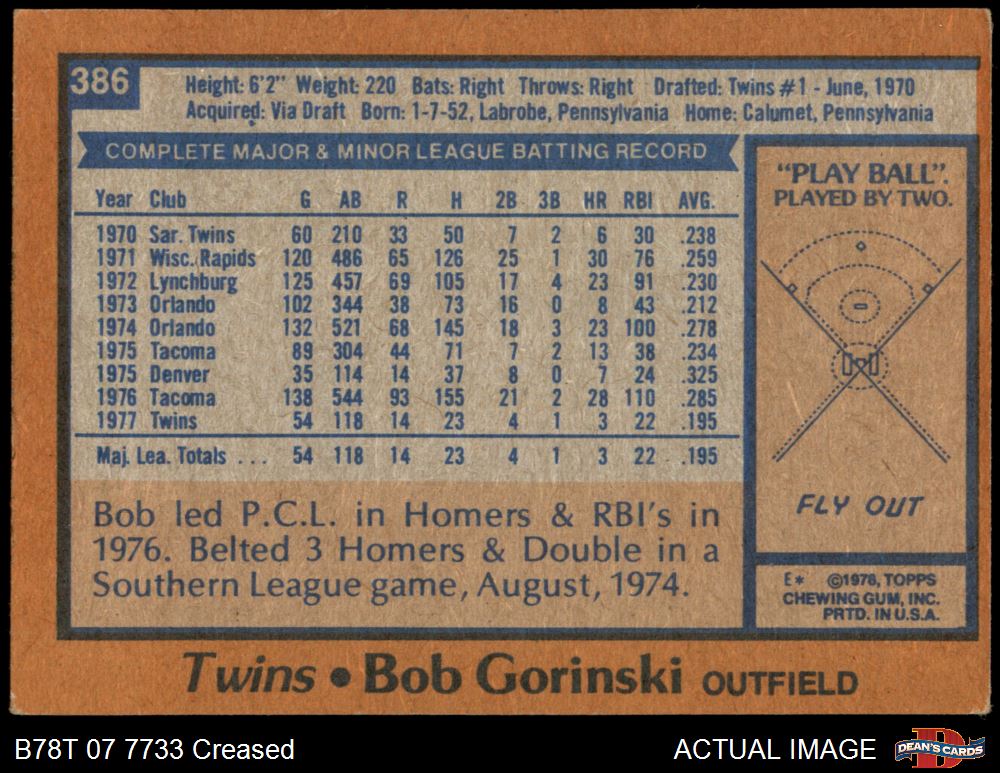 386
Height: 6'2" Weight: 220 Bats: Right Throws: Right Drafted: Twins #1 - June, 1970
Acquired: Via Draft Born: 1-7-52, Labrobe, Pennsylvania Home: Calumet, Pennsylvania
COMPLETE MAJOR & MINOR LEAGUE BATTING RECORD
Year Club G AB R H 2B 3B HR RBI AVG.
1970 Sar. Twins 60 210 33 50 7 2 6 30 .238
1971 Wisc. Rapids 120 486 65 126 25 1 30 76 .259
1972 Lynchburg 125 457 69 105 17 4 23 91 .230
1973 Orlando 102 344 38 73 16 0 8 43 .212
1974 Orlando 132 521 68 145 18 3 23 100 .278
1975 Tacoma 89 304 44 71 7 2 13 38 .234
1975 Denver 35 114 14 37 8 0 7 24 .325
1976 Tacoma 138 544 93 155 21 2 28 110 .285
1977 Twins 54 118 14 23 4 1 3 22 .195
Maj. Lea. Totals ... 54 118 14 23 4 1 3 22 .195
Bob led P.C.L. in Homers & RBI's in
1976. Belted 3 Homers & Double in a
Southern League game, August, 1974.
"PLAY BALL".
PLAYED BY TWO.
FLY OUT
E* ©1978, TOPPS
CHEWING GUM, INC.
PRTD. IN U.S.A.
Twins • Bob Gorinski OUTFIELD
B78T 07 7733 Creased
ACTUAL IMAGE
DEAN'S CARDS